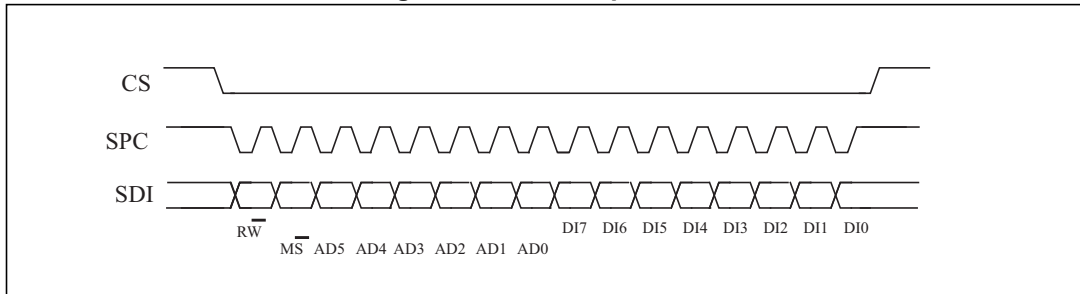 CS
SPC
SDI
RW̅ DI7 DI6 DI5 DI4 DI3 DI2 DI1 DI0
MS̅ AD5 AD4 AD3 AD2 AD1 AD0